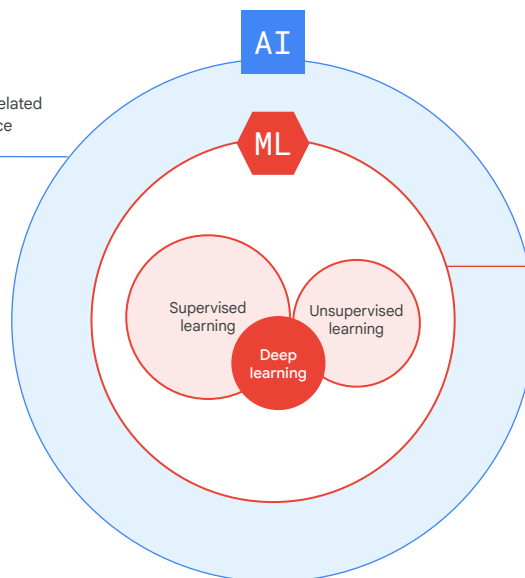 AI
elated
ce
ML
Supervised
learning
Unsupervised
learning
Deep
learning